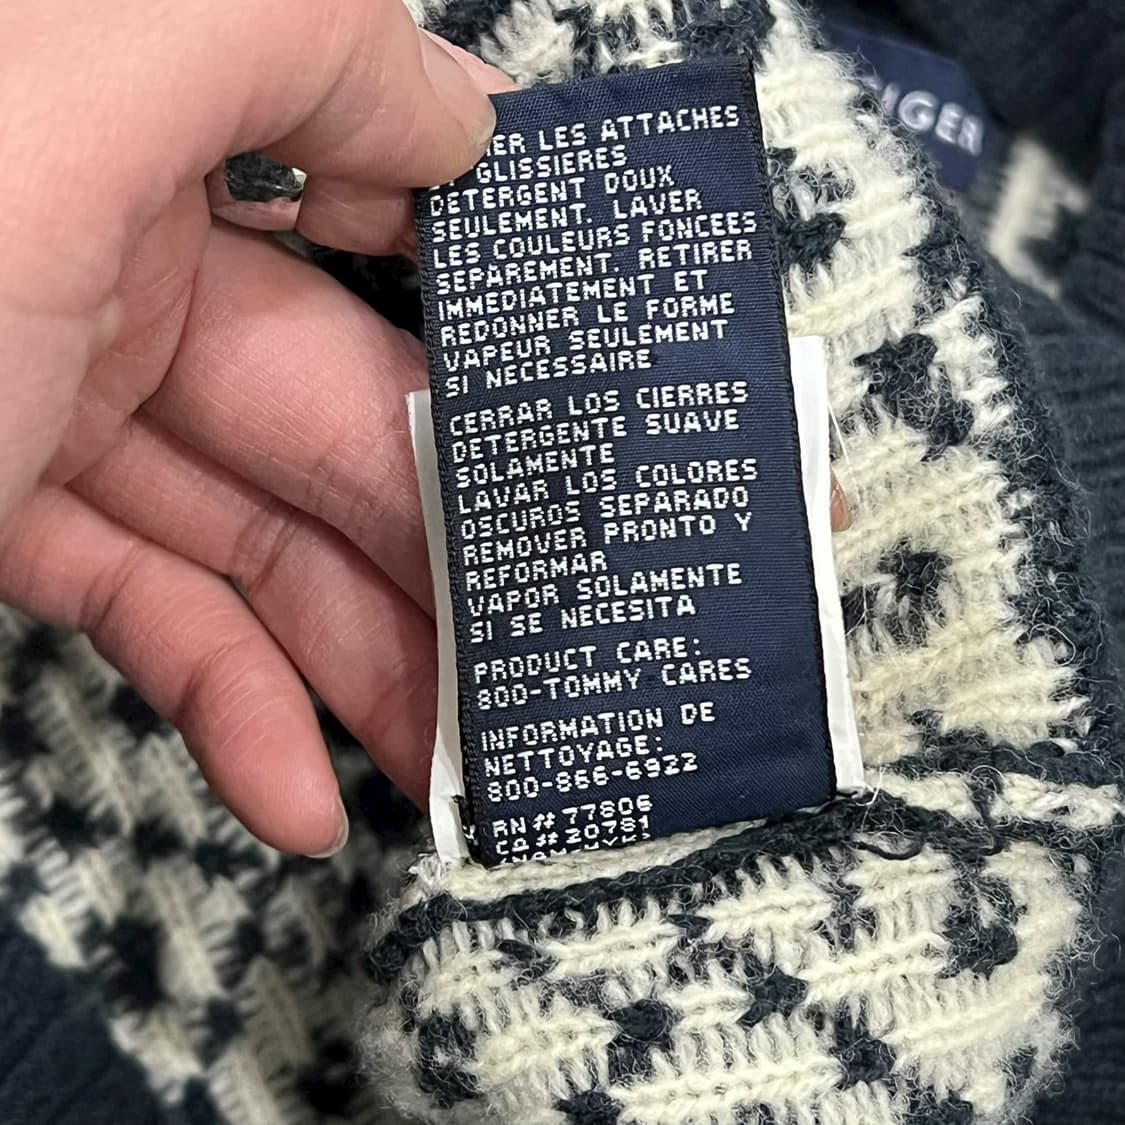 LES ATTACHES
GLISSIERES
DETERGENT DOUX
SEULEMENT. LAVER
LES COULEURS FONCEES
SEPAREMENT. RETIRER
IMMEDIATEMENT ET
REDONNER LE FORME
VAPEUR SEULEMENT
SI NECESSAIRE
CERRAR LOS CIERRES
DETERGENTE SUAVE
SOLAMENTE
LAVAR LOS COLORES
OSCUROS SEPARADO
REMOVER PRONTO Y
REFORMAR
VAPOR SOLAMENTE
SI SE NECESITA
PRODUCT CARE:
800-TOMMY CARES
INFORMATION DE
NETTOYAGE:
800-866-6922
RN # 77806
CA # 20781